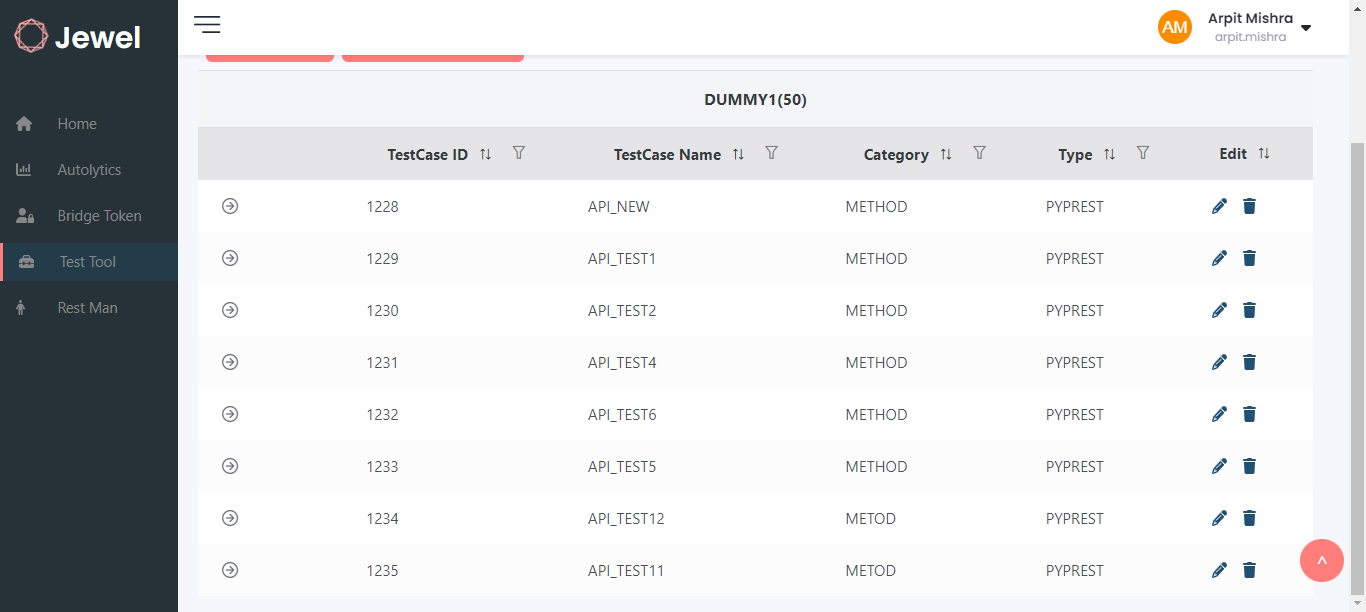 Jewel
AM
Arpit Mishra
arpit.mishra
Home
Autolytics
Bridge Token
Test Tool
Rest Man
DUMMY1(50)
TestCase ID TestCase Name Category Type Edit
1228 API_NEW METHOD PYPREST
1229 API_TEST1 METHOD PYPREST
1230 API_TEST2 METHOD PYPREST
1231 API_TEST4 METHOD PYPREST
1232 API_TEST6 METHOD PYPREST
1233 API_TEST5 METHOD PYPREST
1234 API_TEST12 METOD PYPREST
1235 API_TEST11 METOD PYPREST